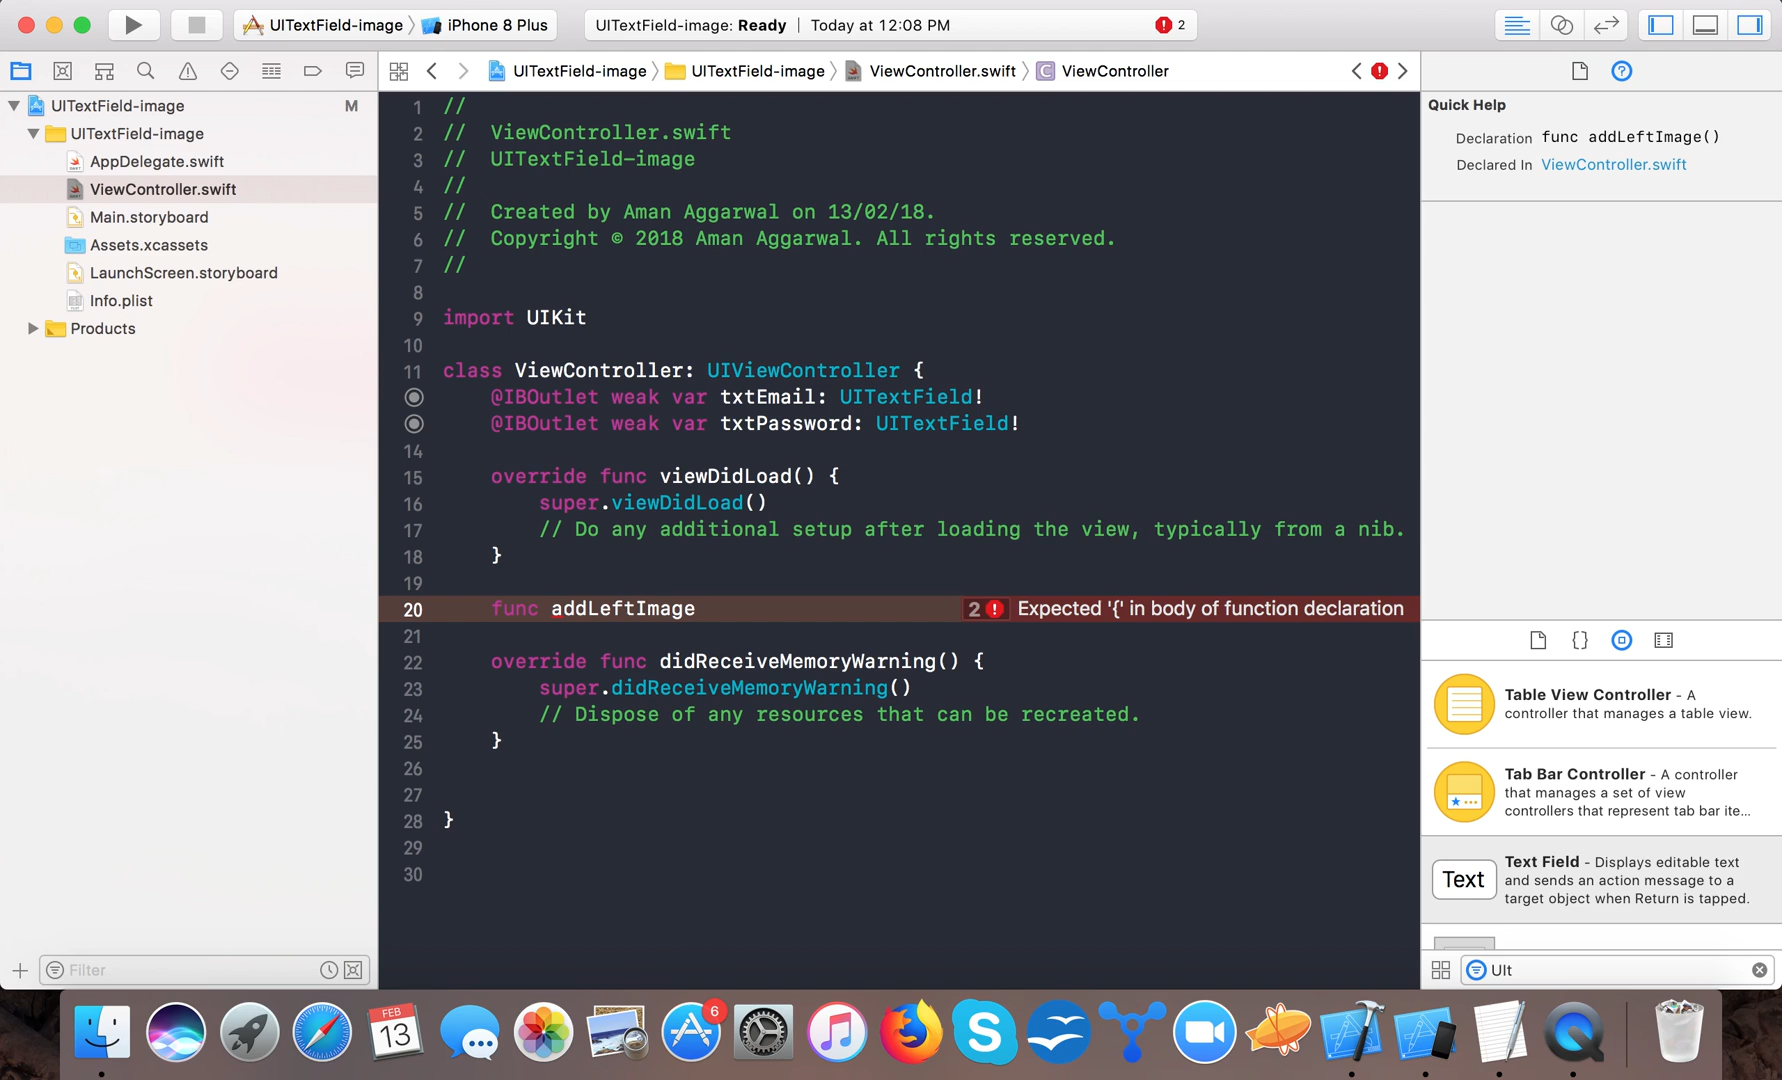 UITextField-image
iPhone 8 Plus
UITextField-image: Ready | Today at 12:08 PM
2
UITextField-image
UITextField-image
ViewController.swift
C ViewController
UITextField-image
M
UITextField-image
AppDelegate.swift
ViewController.swift
Main.storyboard
Assets.xcassets
LaunchScreen.storyboard
Info.plist
Products
Filter
1 //
2 // ViewController.swift
3 // UITextField-image
4 //
5 // Created by Aman Aggarwal on 13/02/18.
6 // Copyright © 2018 Aman Aggarwal. All rights reserved.
7 //
8
9 import UIKit
10
11 class ViewController: UIViewController {
@IBOutlet weak var txtEmail: UITextField!
@IBOutlet weak var txtPassword: UITextField!
14
15 override func viewDidLoad() {
16 super.viewDidLoad()
17 // Do any additional setup after loading the view, typically from a nib.
18 }
19
20 func addLeftImage 2 Expected '{' in body of function declaration
21
22 override func didReceiveMemoryWarning() {
23 super.didReceiveMemoryWarning()
24 // Dispose of any resources that can be recreated.
25 }
26
27
28 }
29
30
Quick Help
Declaration func addLeftImage()
Declared In ViewController.swift
{}
Table View Controller - A
controller that manages a table view.
Tab Bar Controller - A controller
that manages a set of view
controllers that represent tab bar ite...
Text
Text Field - Displays editable text
and sends an action message to a
target object when Return is tapped.
UIt
FEB
13
6
S